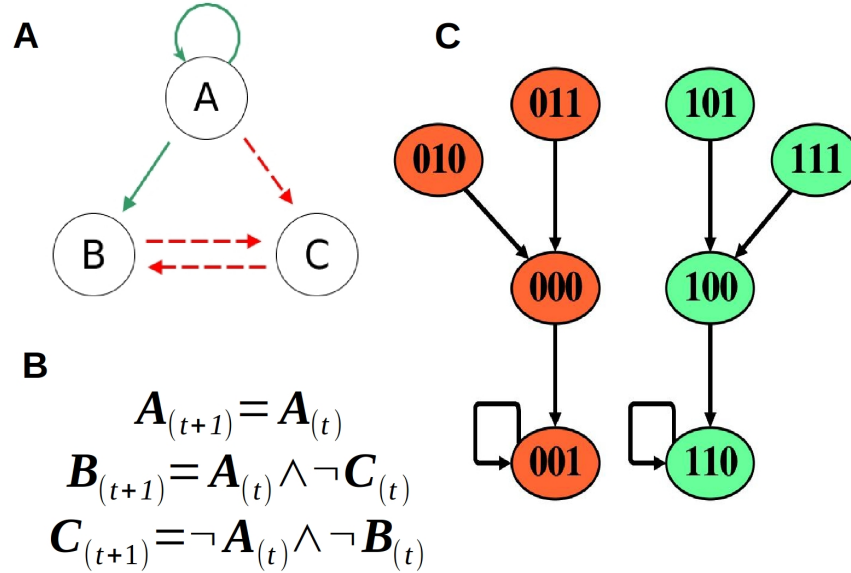 A
A
B
C
B
A(t+1) = A(t)
B(t+1) = A(t) ∧ ¬ C(t)
C(t+1) = ¬ A(t) ∧ ¬ B(t)
C
011
101
010
111
000
100
001
110